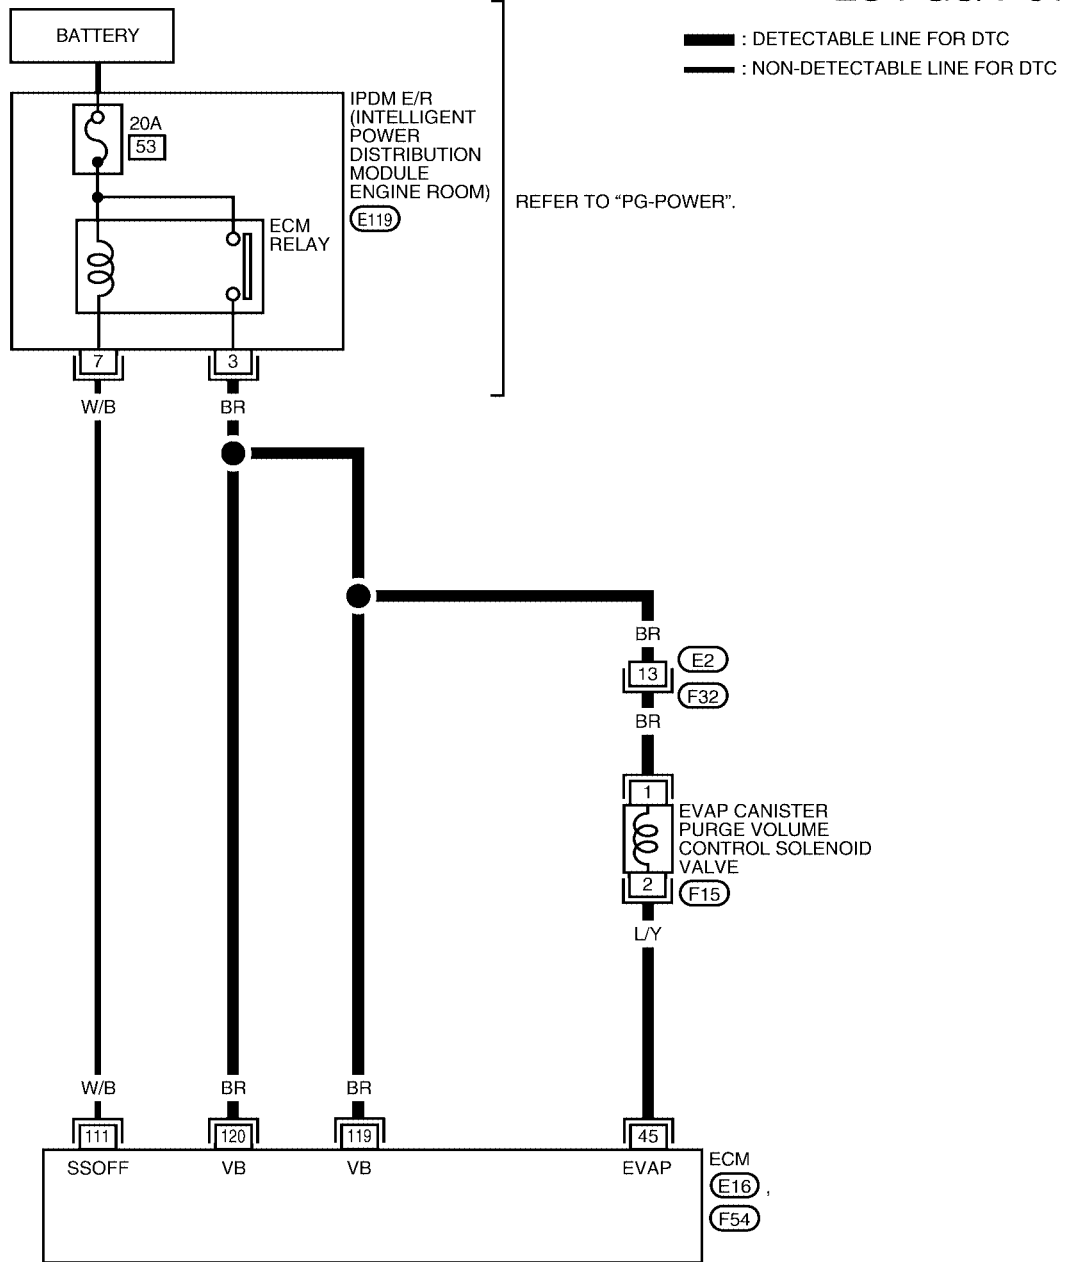 BATTERY
: DETECTABLE LINE FOR DTC
: NON-DETECTABLE LINE FOR DTC
20A
53
IPDM E/R
(INTELLIGENT
POWER
DISTRIBUTION
MODULE
ENGINE ROOM)
E119
REFER TO “PG-POWER”.
ECM
RELAY
7
3
W/B
BR
BR
13
E2
F32
BR
1
EVAP CANISTER
PURGE VOLUME
CONTROL SOLENOID
VALVE
2
F15
L/Y
W/B
BR
BR
111
120
119
45
SSOFF
VB
VB
EVAP
ECM
E16 ,
F54